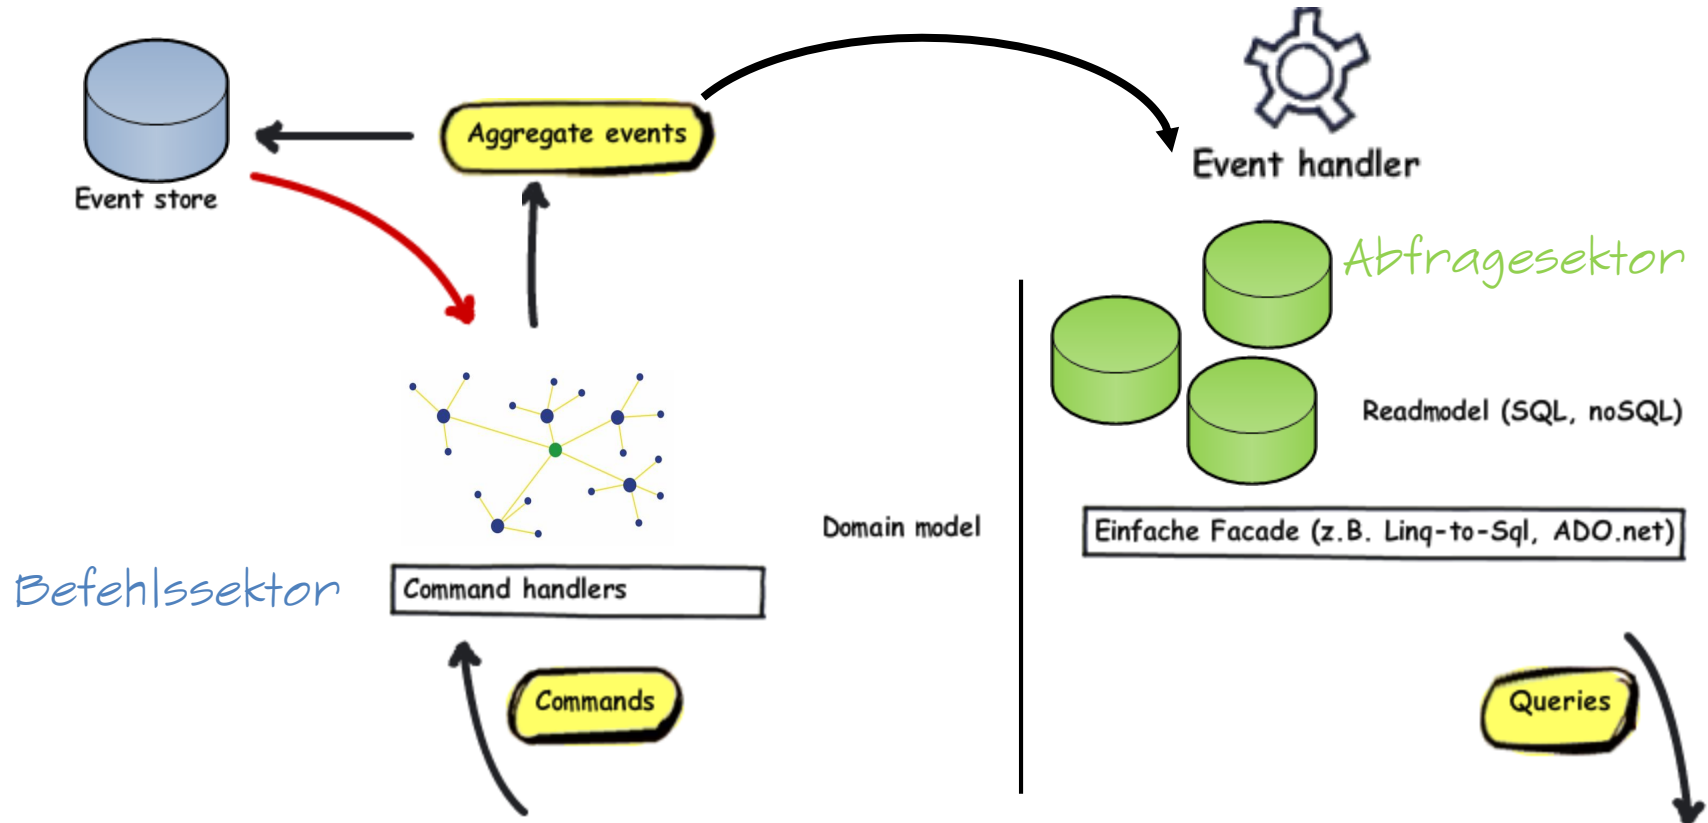 Aggregate events
Event handler
Event store
Abfragesektor
Readmodel (SQL, noSQL)
Domain model
Einfache Facade (z.B. Linq-to-Sql, ADO.net)
Befehlssektor
Command handlers
Commands
Queries